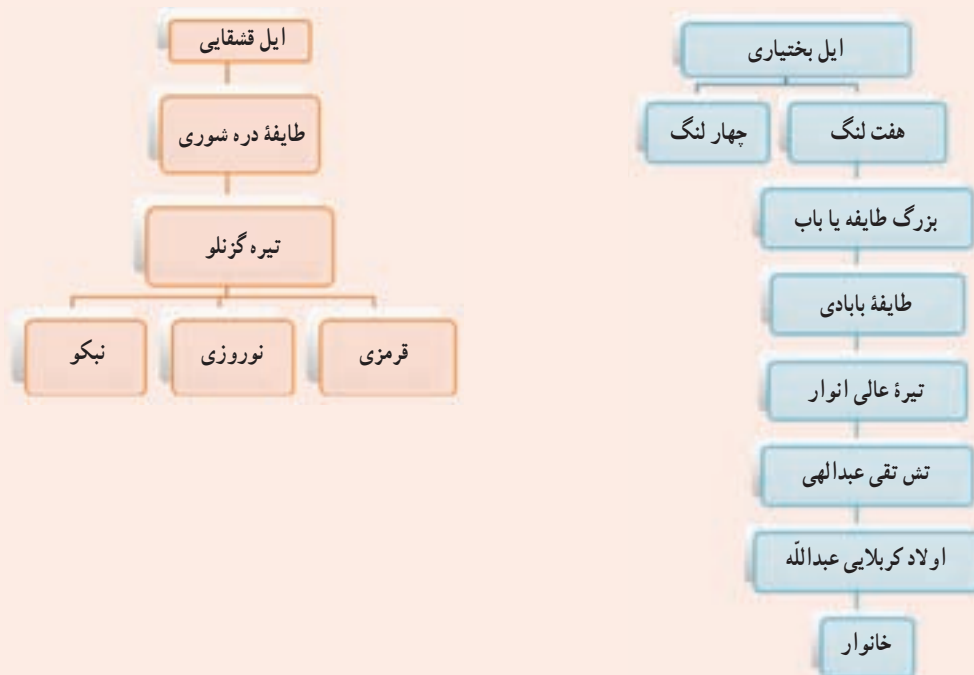 ایل بختیاری
هفت لنگ
چهار لنگ
بزرگ طایفه یا باب
طایفهٔ بابادی
تیرهٔ عالی انوار
تش تقی عبدالهی
اولاد کربلایی عبداللّه
خانوار
ایل قشقایی
طایفهٔ دره شوری
تیره گزنلو
قرمزی
نوروزی
نبکو